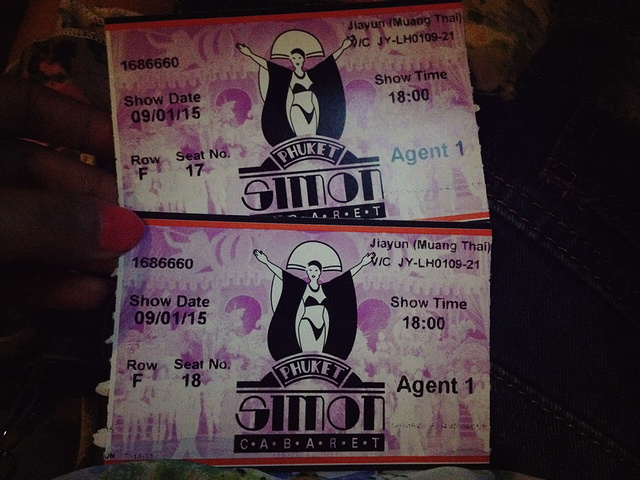 Jiayun (Muang Thai)
V/C JY-LH0109-21
1686660
Show Date
09/01/15
Show Time
18:00
Row
F
Seat No.
17
Agent 1
PHUKET
SIMON
Jiayun (Muang Thai)
V/C JY-LH0109-21
1686660
Show Date
09/01/15
Show Time
18:00
Row
F
Seat No.
18
Agent 1
PHUKET
SIMON
C•A•B•A•R•E•T